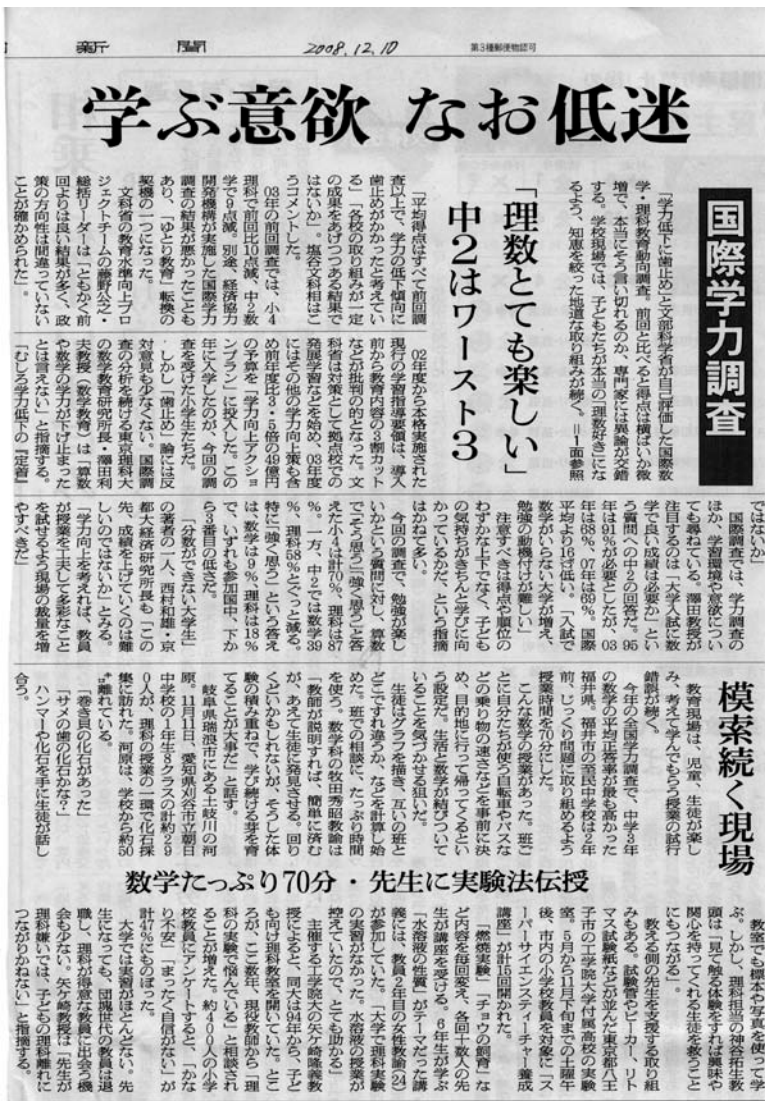 新聞
2008.12.10
第3種郵便物認可
学ぶ意欲 なお低迷
国際学力調査
「学力低下に歯止め」と文部科学省が自己評価した国際数
学・理科教育動向調査。前回と比べると得点は横ばいか微
増で、本当にそう言い切れるのか、専門家には異論が交錯
する。学校現場では、子どもたちが本当の「理数好き」にな
るよう、知恵を絞った地道な取り組みが続く。=1面参照
「理数とても楽しい」
中2はワースト3
「平均得点はすべて前回調
査以上で、学力の低下傾向に
歯止めがかかったと考えてい
る」「各校の取り組みが一定
の成果をあげつつある結果で
はないか」。塩谷文科相はこ
うコメントした。
03年の前回調査では、小4
理科で前回比10点減、中2数
学で9点減。別途、経済協力
開発機構が実施した国際学力
調査の結果が悪かったことも
あり、「ゆとり教育」転換の
契機の一つになった。
文科省の教育水準向上プロ
ジェクトチームの藤野公之・
総括リーダーは「ともかく前
回よりは良い結果が多く、政
策の方向性は間違っていない
ことが確かめられた」。
02年度から本格実施された
現行の学習指導要領は、導入
前から教育内容の3割カット
などが批判の的となった。文
科省は対策として拠点校での
発展学習などを始め、03年度
にはその他の学力向上策も含
め前年度比3・5倍の49億円
の予算を「学力向上アクショ
ンプラン」に投入した。この
年に入学したのが、今回の調
査を受けた小学生たちだ。
しかし「歯止め」論には反
対意見も少なくない。国際調
査の分析を続ける東京理科大
の数学教育研究所長・澤田利
夫教授(数学教育)は「算数
や数学の学力が下げ止まった
とは言えない」と指摘する。
「むしろ学力低下の『定着』
ではないか」
国際調査では、学力調査の
ほか、学習環境や意欲につい
ても尋ねている。澤田教授が
注目するのは「大学入試に数
学で良い成績は必要か」とい
う質問への中2の回答だ。95
年は91%が必要としたが、03
年は68%、07年は69%。国際
平均より16㌽低い。「入試で
数学がいらない大学が増え、
勉強の動機付けが難しい」
注意すべきは得点や順位の
わずかな上下でなく、子ども
の気持ちがきちんと学びに向
かっているかだ、という指摘
はかねて多い。
今回の調査で、勉強が楽し
いかという質問に対し、算数
で「そう思う」「強く思う」と答
えた小4は計70%、理科は87
%。一方、中2では数学39
%、理科58%とぐっと減る。
特に「強く思う」という答え
は、数学は9%、理科は18%
で、いずれも参加国中、下か
ら3番目の低さだ。
「分数ができない大学生」
の著者の一人、西村和雄・京
都大経済研究所長も「この
先、成績を上げていくのは難
しいのではないか」とみる。
「学力向上を考えれば、教員
が授業を工夫して多彩なこと
を試せるよう現場の裁量を増
やすべきだ」
模索続く現場
数学たっぷり70分・先生に実験法伝授
教育現場は、児童、生徒が楽し
み、考えて学んでもらう授業の試行
錯誤が続く。
今年の全国学力調査で、中学3年
の数学の平均正答率が最も高かった
福井県。福井市の至民中学校は2年
前、じっくり問題に取り組めるよう
授業時間を70分にした。
こんな数学の授業があった。班ご
とに自分たちが使う自転車やバスな
どの乗り物の速さなどを事前に決
め、目的地に行って帰ってくるとい
う設定だ。生活と数学が結びついて
いることを気づかせる狙いだ。
生徒はグラフを描き、互いの班と
どこですれ違うか、などを計算し始
めた。班での相談に、たっぷり時間
を使う。数学科の牧田秀昭教諭は
「教師が説明すれば、簡単に済む
が、あえて生徒に発見させる。回り
くどいかもしれないが、そうした体
験の積み重ねで、学び続ける芽を育
てることが大事だ」と話す。
岐阜県瑞浪市にある土岐川の河
原。11月11日、愛知県刈谷市立朝日
中学校の1年生8クラスの計約29
0人が、理科の授業の一環で化石採
集に訪れた。河原は、学校から約50
㌔離れている。
「巻き貝の化石があった」
「サメの歯の化石かな?」
ハンマーや化石を手に生徒が話し
合う。
教室でも標本や写真を使って学
ぶ。しかし、理科担当の神谷拓生教
頭は「見て触る体験をすれば興味や
関心を持ってくれる生徒を救うこと
にもつながる」。
教える側の先生を支援する取り組
みもある。試験管やビーカー、リト
マス試験紙などが並んだ東京都八王
子市の工学院大学付属高校の実験
室。5月から11月下旬までの土曜午
後、市内の小学校教員を対象に「ス
ーパーサイエンスティーチャー養成
講座」が計15回開かれた。
「燃焼実験」「チョウの飼育」な
ど内容を毎回変え、各回十数人の先
生が講座を受ける。6年生が学ぶ
「水溶液の性質」がテーマだった講
義には、教員2年目の女性教諭(24)
が参加していた。「大学で理科実験
の実習がなかった。水溶液の授業が
控えていたので、とても助かる」
主催する工学院大の矢ケ崎隆義教
授によると、同大は94年から、子ど
も向け理科教室を開いていた。とこ
ろが、ここ数年、現役教師から「理
科の実験で悩んでいる」と相談され
ることが増えた。約400人の小学
校教員にアンケートすると、「かな
り不安」「まったく自信がない」が
計47%にものぼった。
大学では実習がほとんどない。先
生になっても、団塊世代の教員は退
職し、理科が得意な教員に出会う機
会も少ない。矢ケ崎教授は「先生が
理科嫌いでは、子どもの理科離れに
つながりかねない」と指摘する。